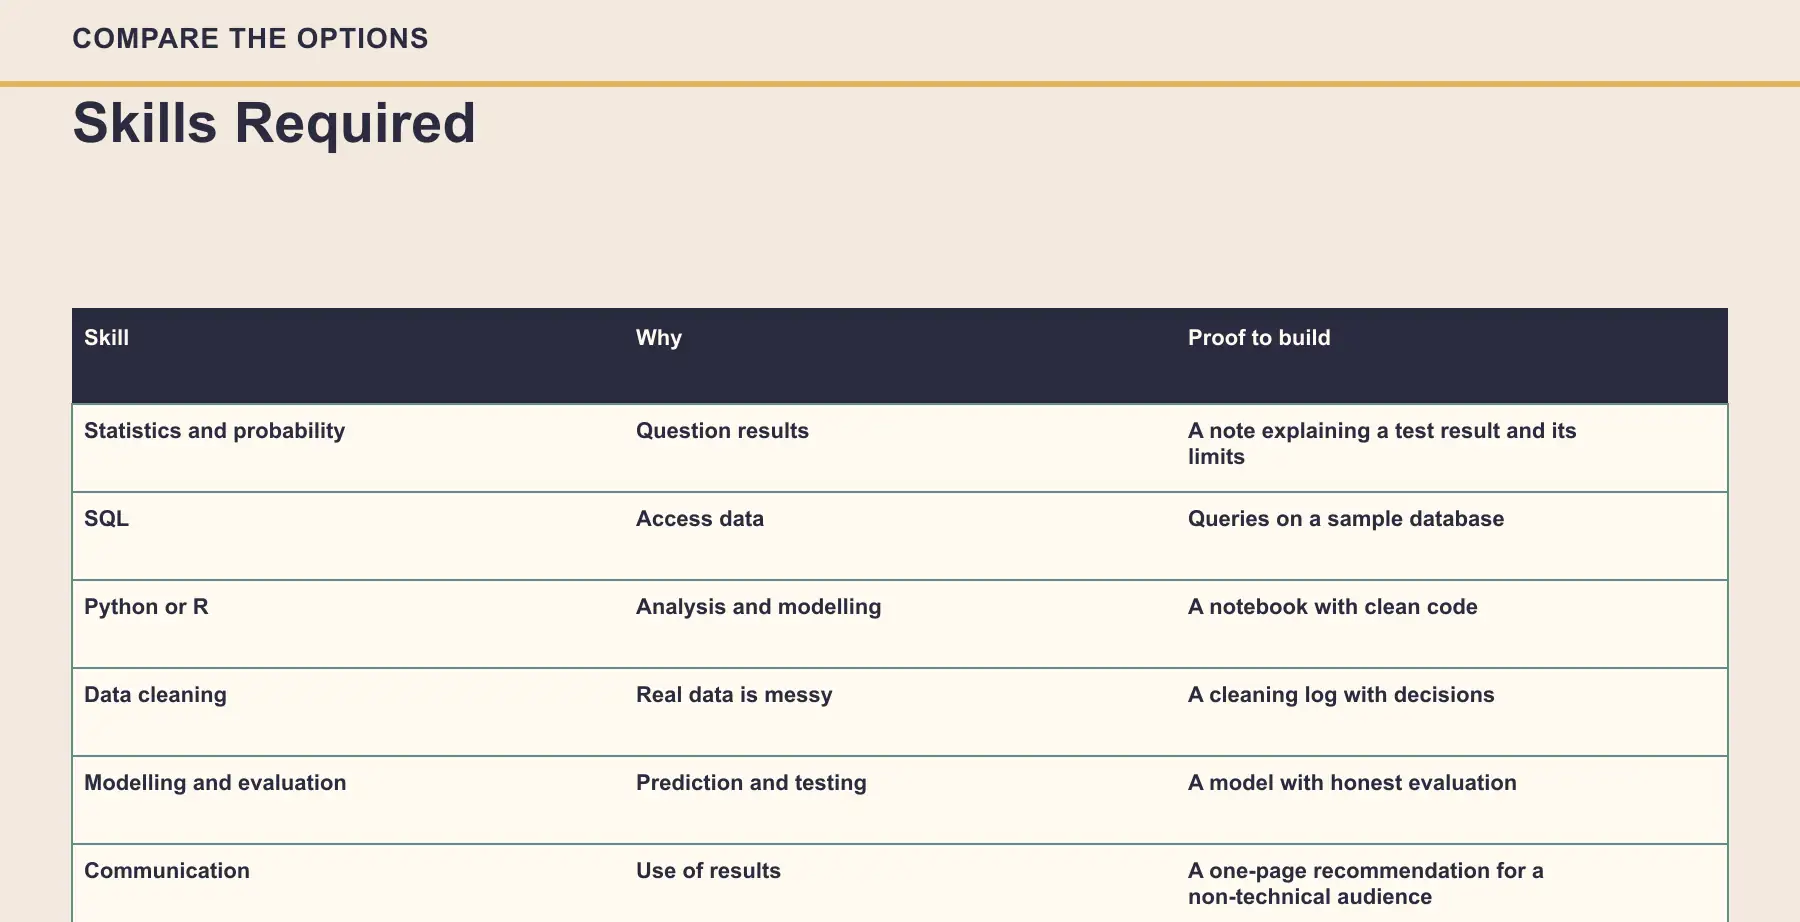 COMPARE THE OPTIONS
Skills Required
Skill Why Proof to build
Statistics and probability Question results A note explaining a test result and its
limits
SQL Access data Queries on a sample database
Python or R Analysis and modelling A notebook with clean code
Data cleaning Real data is messy A cleaning log with decisions
Modelling and evaluation Prediction and testing A model with honest evaluation
Communication Use of results A one-page recommendation for a
non-technical audience